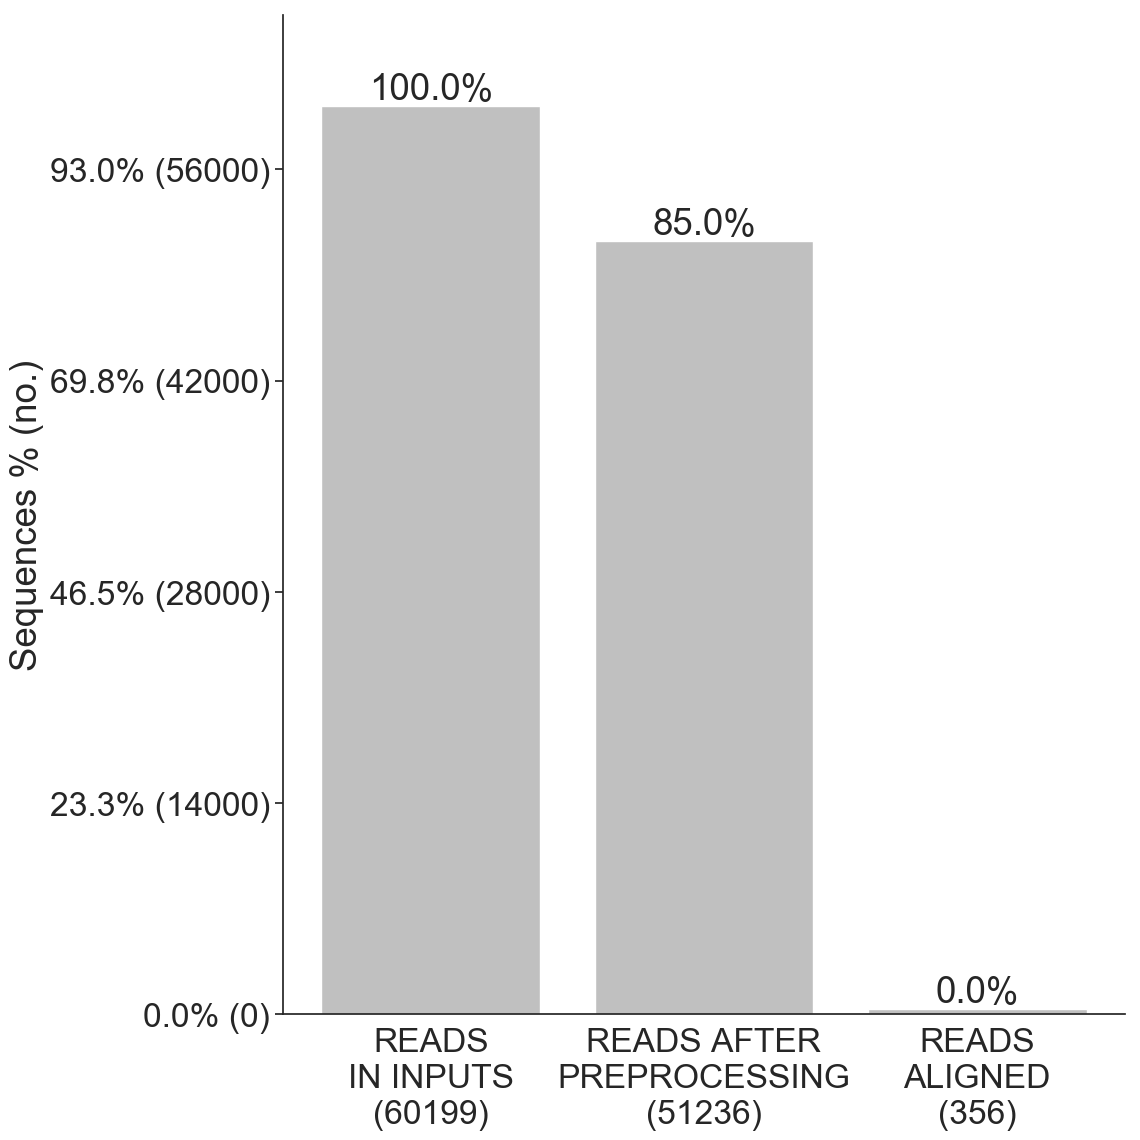 100.0%
93.0% (56000)
85.0%
69.8% (42000)
Sequences % (no.)
46.5% (28000)
23.3% (14000)
0.0%
0.0% (0)
READS
IN INPUTS
(60199)
READS AFTER
PREPROCESSING
(51236)
READS
ALIGNED
(356)